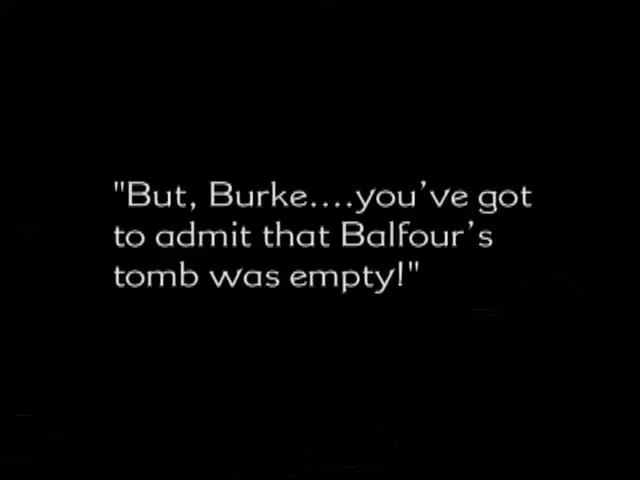 "But, Burke....you've got
to admit that Balfour's
tomb was empty!"